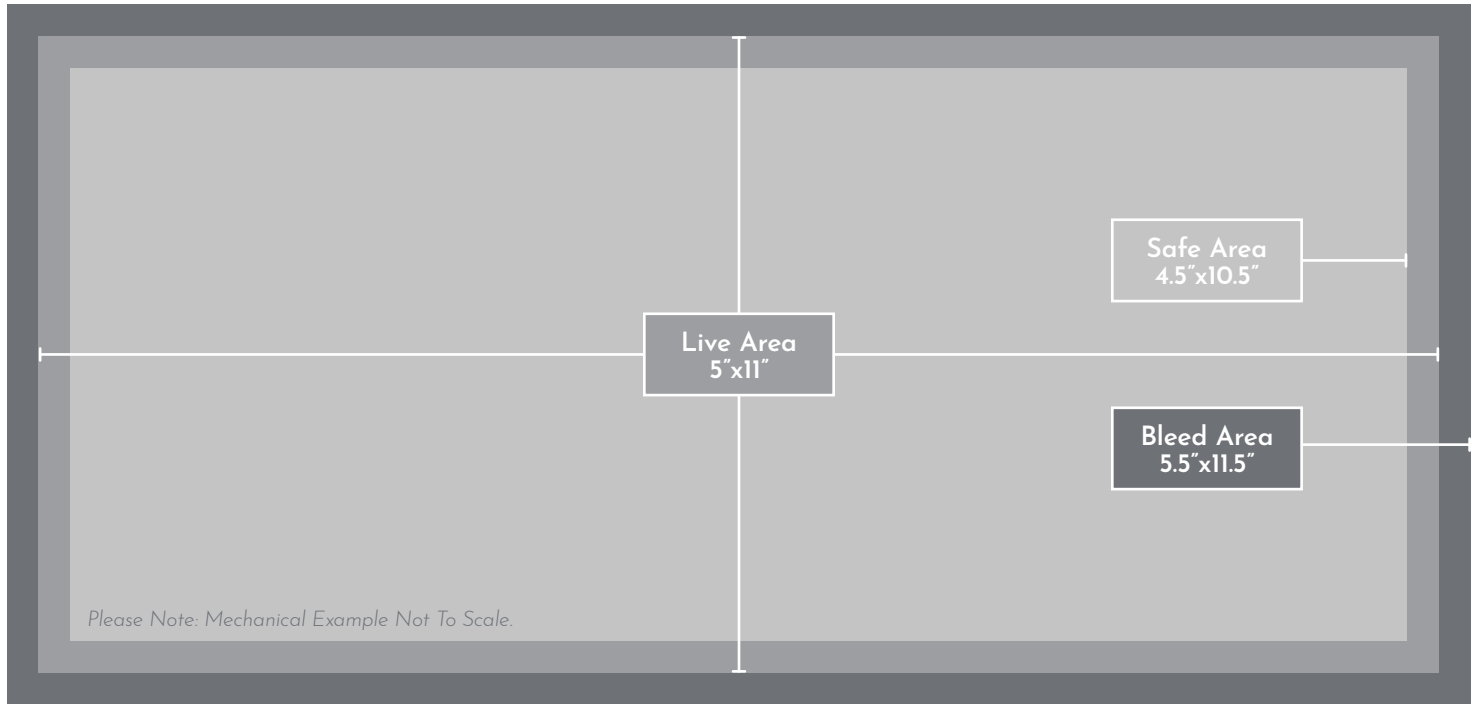 Safe Area
4.5”x10.5”
Live Area
5”x11”
Bleed Area
5.5”x11.5”
Please Note: Mechanical Example Not To Scale.